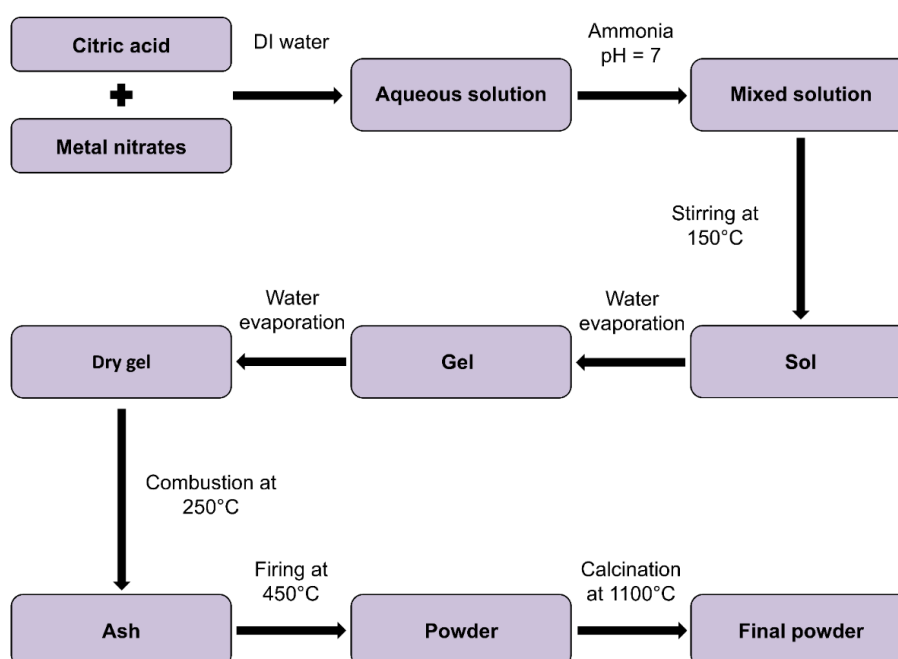 Citric acid
+
Metal nitrates
DI water
Aqueous solution
Ammonia
pH = 7
Mixed solution
Stirring at
150°C
Sol
Water
evaporation
Gel
Water
evaporation
Dry gel
Combustion at
250°C
Ash
Firing at
450°C
Powder
Calcination
at 1100°C
Final powder